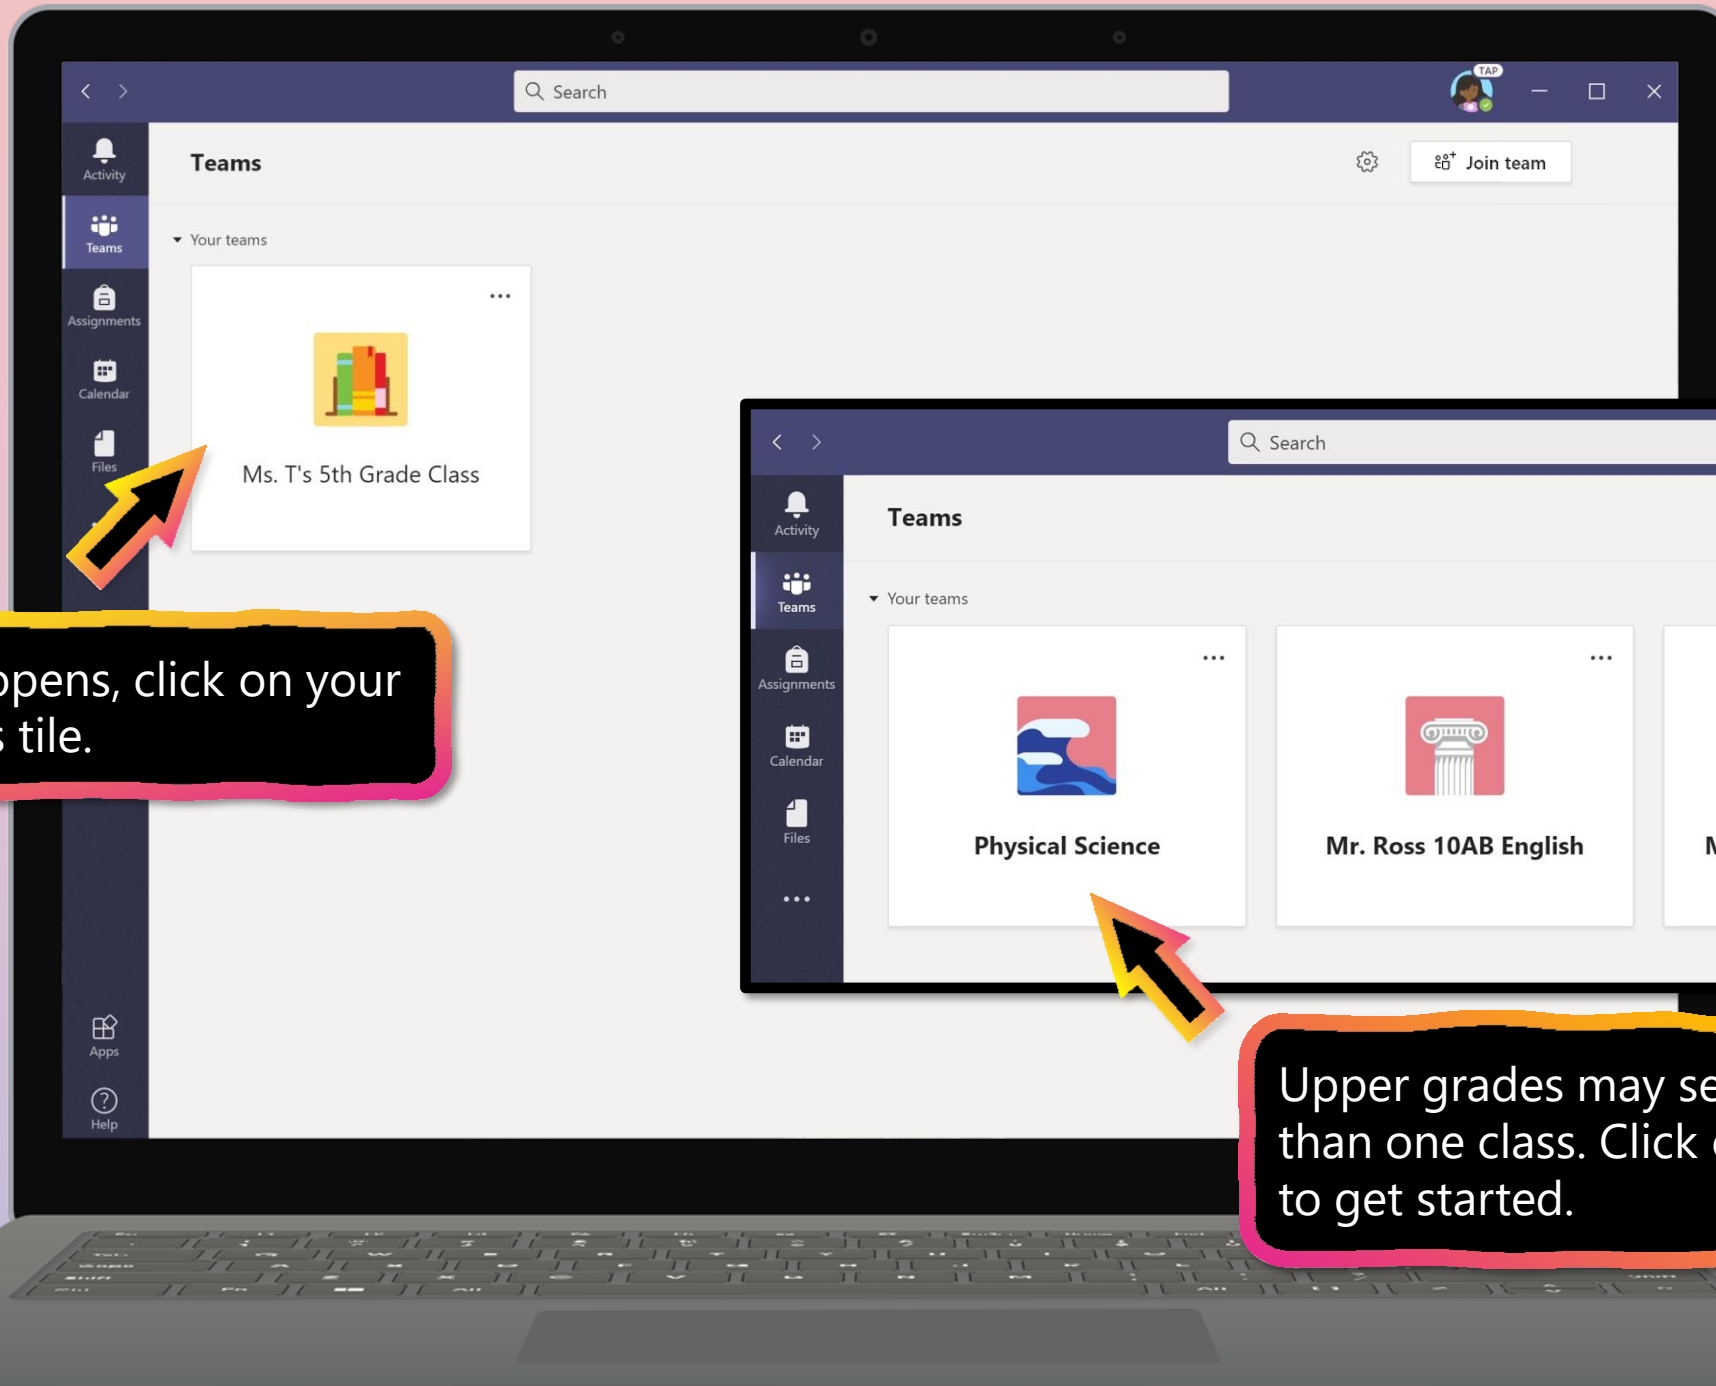 Search
TAP
Activity
Teams
Join team
Teams
Your teams
Assignments
Calendar
Files
Ms. T's 5th Grade Class
opens, click on your
tile.
Apps
Help
Search
Activity
Teams
Teams
Your teams
Assignments
Calendar
Files
Physical Science
Mr. Ross 10AB English
Upper grades may
than one class. Click
to get started.